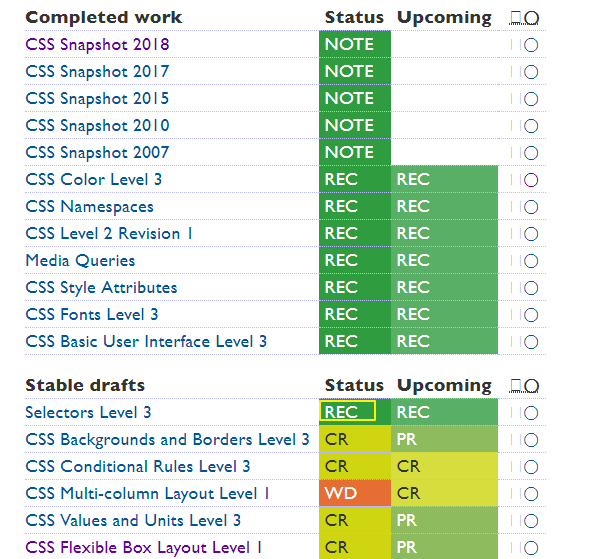 Completed work Status Upcoming
CSS Snapshot 2018 NOTE
CSS Snapshot 2017 NOTE
CSS Snapshot 2015 NOTE
CSS Snapshot 2010 NOTE
CSS Snapshot 2007 NOTE
CSS Color Level 3 REC REC
CSS Namespaces REC REC
CSS Level 2 Revision 1 REC REC
Media Queries REC REC
CSS Style Attributes REC REC
CSS Fonts Level 3 REC REC
CSS Basic User Interface Level 3 REC REC
Stable drafts Status Upcoming
Selectors Level 3 REC REC
CSS Backgrounds and Borders Level 3 CR PR
CSS Conditional Rules Level 3 CR CR
CSS Multi-column Layout Level 1 WD CR
CSS Values and Units Level 3 CR PR
CSS Flexible Box Layout Level 1 CR PR